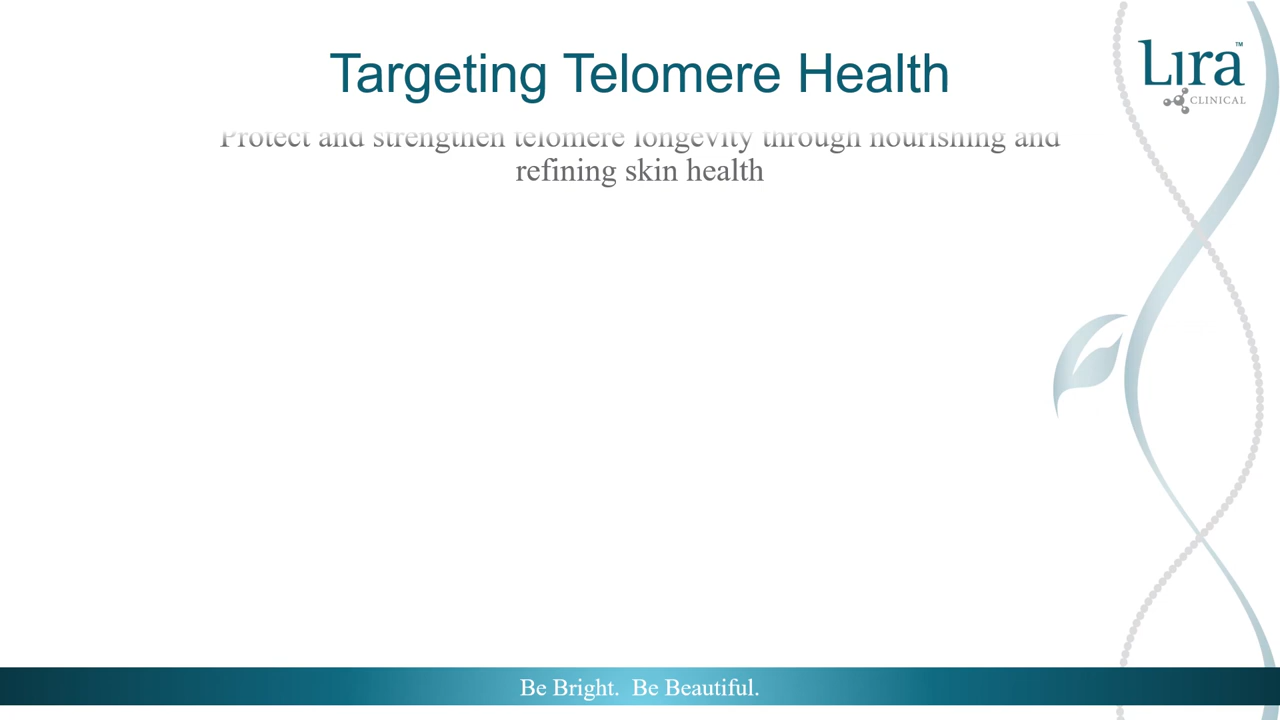 Targeting Telomere Health
Lira™
CLINICAL
Protect and strengthen telomere longevity through nourishing and
refining skin health
Be Bright.  Be Beautiful.